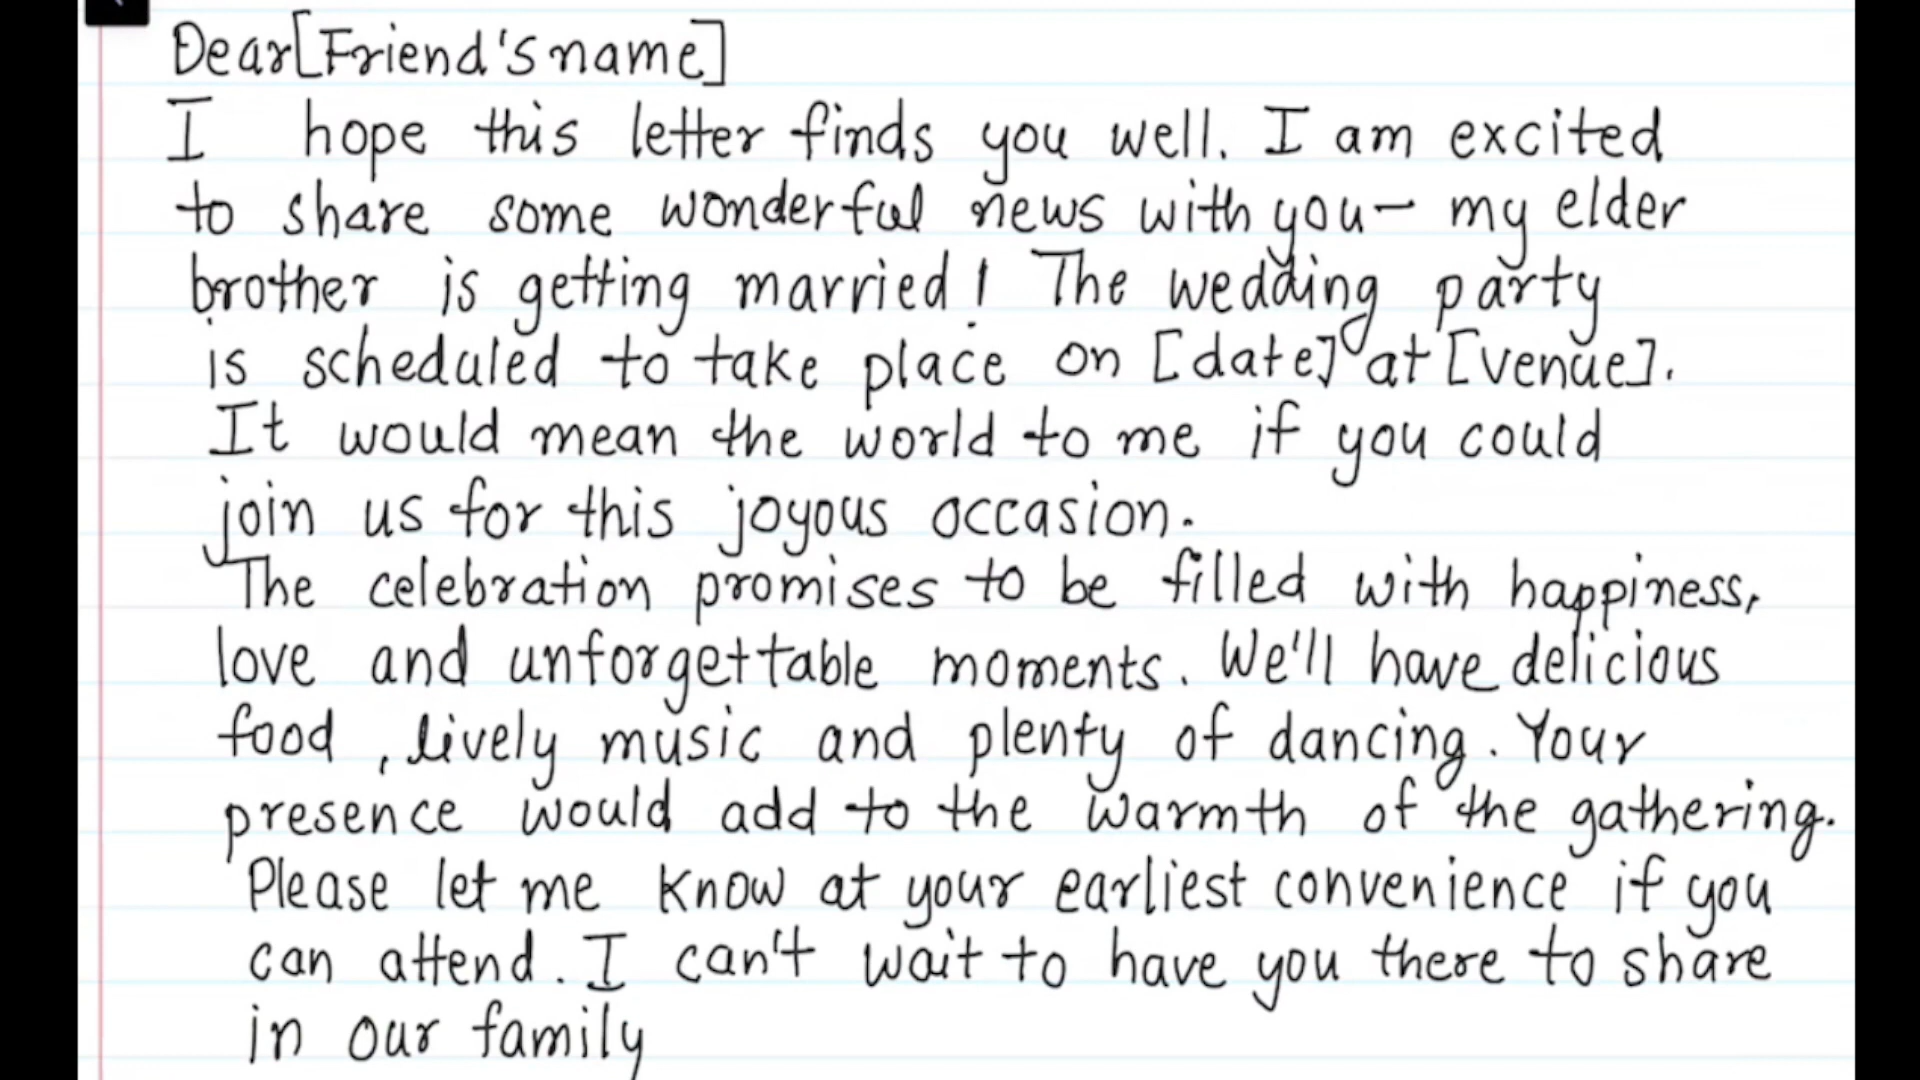 Dear[Friend's name]
I hope this letter finds you well. I am excited
to share some wonderful news with you- my elder
brother is getting married! The wedding party
is scheduled to take place on [date] at [venue].
It would mean the world to me if you could
join us for this joyous occasion.
The celebration promises to be filled with happiness,
love and unforgettable moments. We'll have delicious
food, lively music and plenty of dancing. Your
presence would add to the warmth of the gathering.
Please let me know at your earliest convenience if you
can attend. I can't wait to have you there to share
in our family